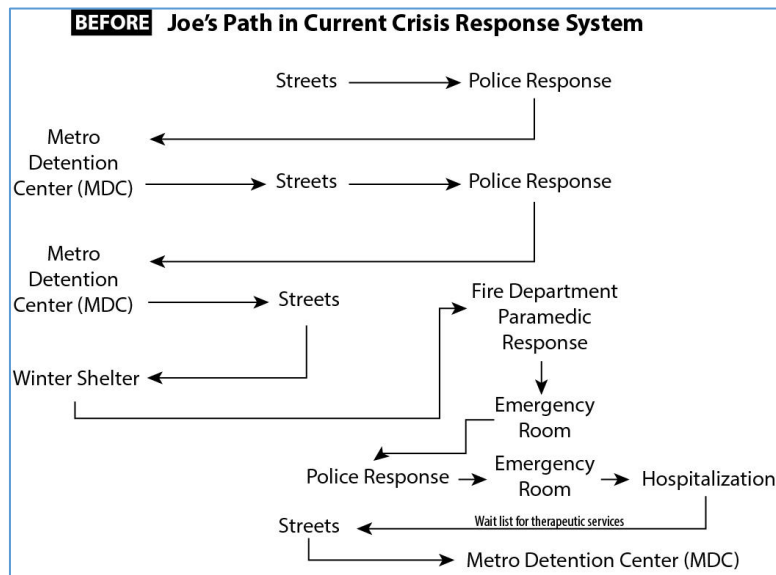 BEFORE Joe's Path in Current Crisis Response System
Streets
Police Response
Metro
Detention
Center (MDC)
Streets
Police Response
Metro
Detention
Center (MDC)
Streets
Fire Department
Paramedic
Response
Winter Shelter
Emergency
Room
Police Response
Emergency
Room
Hospitalization
Wait list for therapeutic services
Streets
Metro Detention Center (MDC)